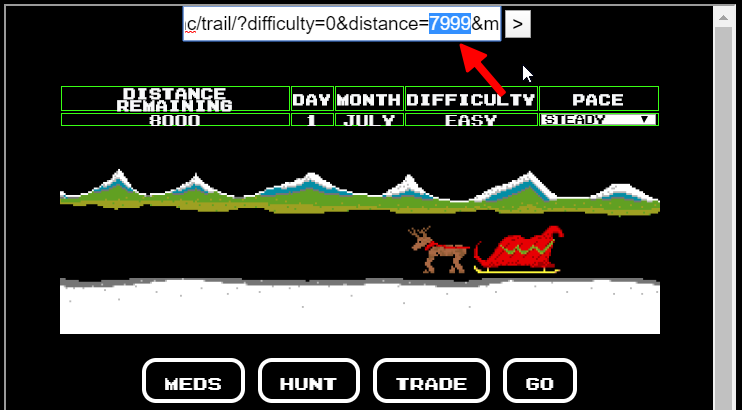 c/trail/?difficulty=0&distance=7999&m >
DISTANCE REMAINING DAY MONTH DIFFICULTY PACE
8000 1 JULY EASY STEADY
MEDS HUNT TRADE GO